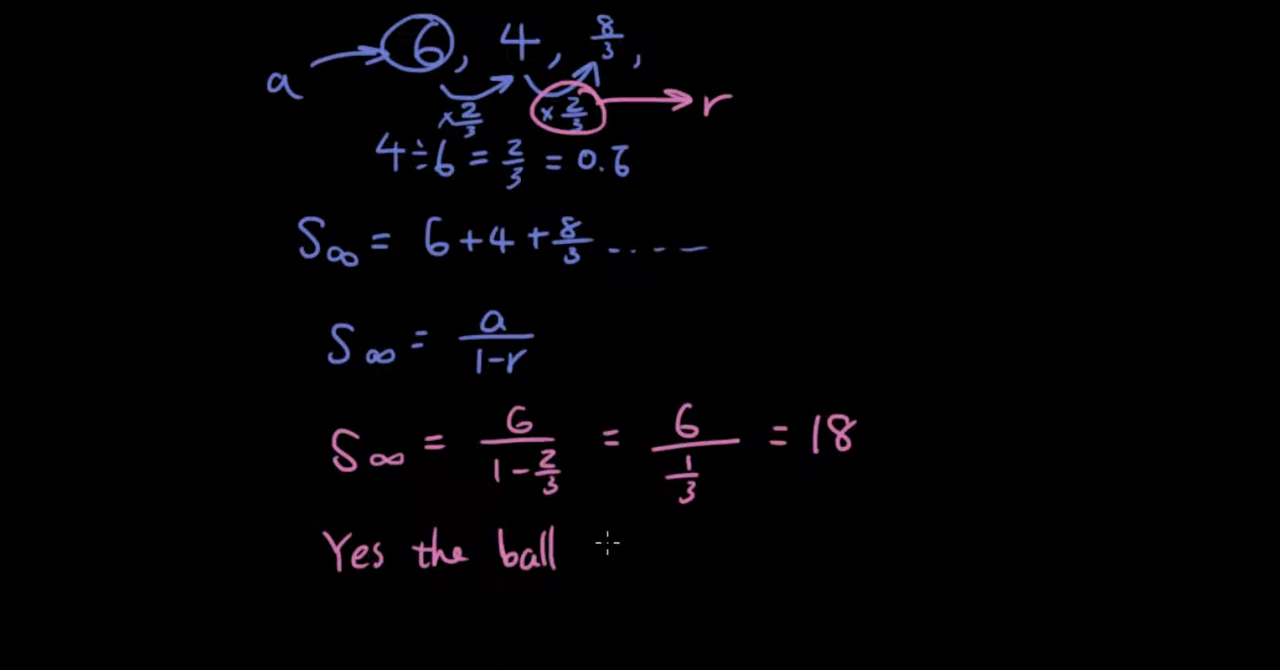 6, 4, 8/3,
a
× 2/3 × 2/3 r
4 ÷ 6 = 2/3 = 0.6̄
S∞ = 6 + 4 + 8/3 ......
S∞ = a/(1-r)
S∞ = 6/(1 - 2/3) = 6/(1/3) = 18
Yes the ball